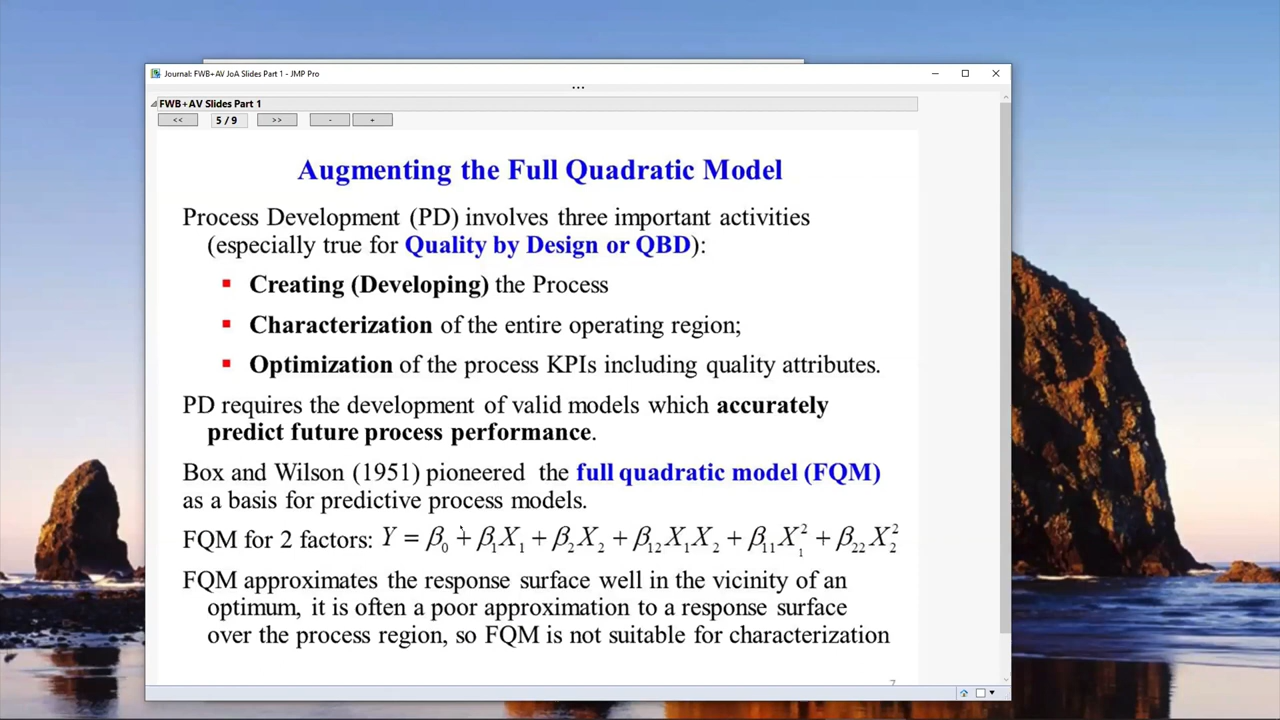 Journal: FWB+AV JoA Slides Part 1 - JMP Pro
...
FWB+AV Slides Part 1
<< 5 / 9 >> - +
Augmenting the Full Quadratic Model
Process Development (PD) involves three important activities
(especially true for Quality by Design or QBD):
▪ Creating (Developing) the Process
▪ Characterization of the entire operating region;
▪ Optimization of the process KPIs including quality attributes.
PD requires the development of valid models which accurately
predict future process performance.
Box and Wilson (1951) pioneered the full quadratic model (FQM)
as a basis for predictive process models.
FQM for 2 factors: Y = β₀ + β₁X₁ + β₂X₂ + β₁₂X₁X₂ + β₁₁X₁² + β₂₂X₂²
FQM approximates the response surface well in the vicinity of an
optimum, it is often a poor approximation to a response surface
over the process region, so FQM is not suitable for characterization